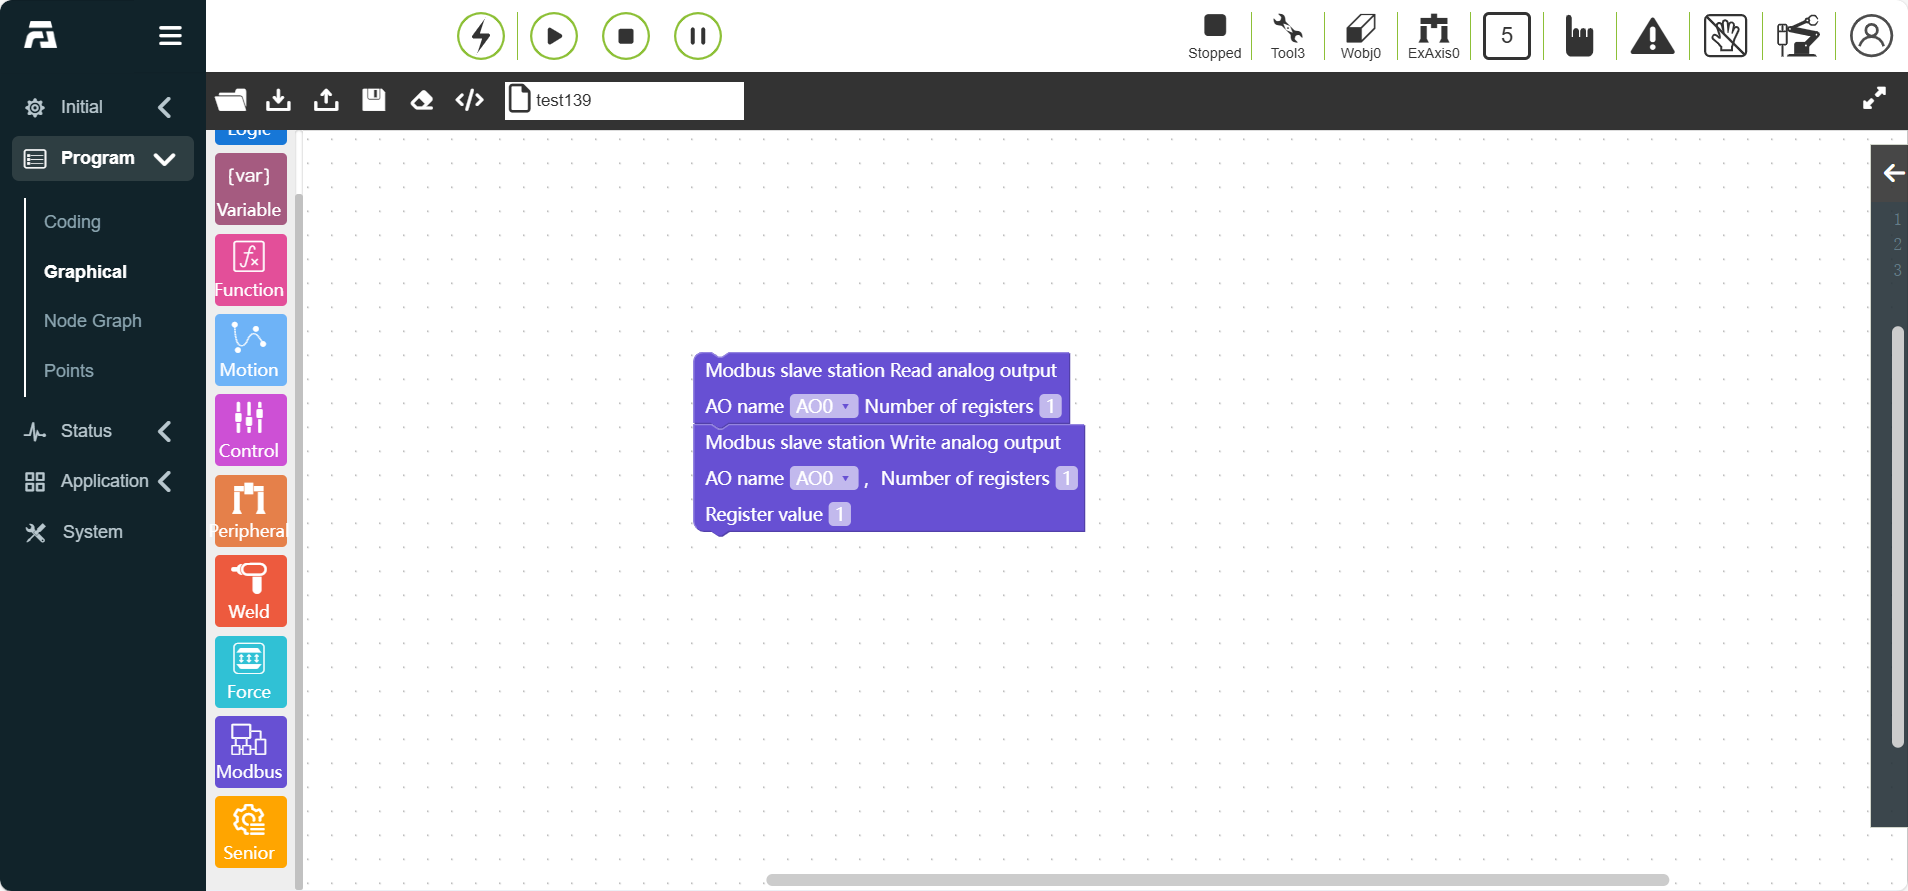 Stopped
Tool3
Wobj0
ExAxis0
5
Initial
Program
Coding
Graphical
Node Graph
Points
Status
Application
System
test139
Logic
[var]
Variable
fx
Function
Motion
Control
Peripheral
Weld
Force
Modbus
Senior
Modbus slave station Read analog output
AO name AO0 Number of registers 1
Modbus slave station Write analog output
AO name AO0 , Number of registers 1
Register value 1
1
2
3